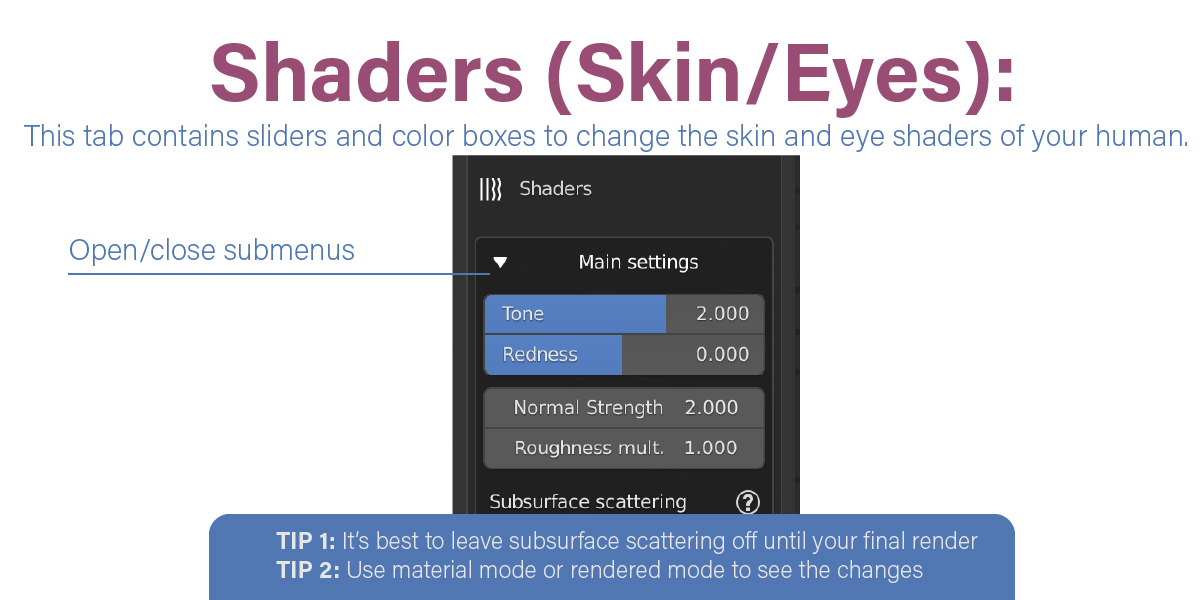 Shaders (Skin/Eyes):
This tab contains sliders and color boxes to change the skin and eye shaders of your human.
Shaders
Open/close submenus
Main settings
Tone 2.000
Redness 0.000
Normal Strength 2.000
Roughness mult. 1.000
Subsurface scattering ?
TIP 1: It's best to leave subsurface scattering off until your final render
TIP 2: Use material mode or rendered mode to see the changes